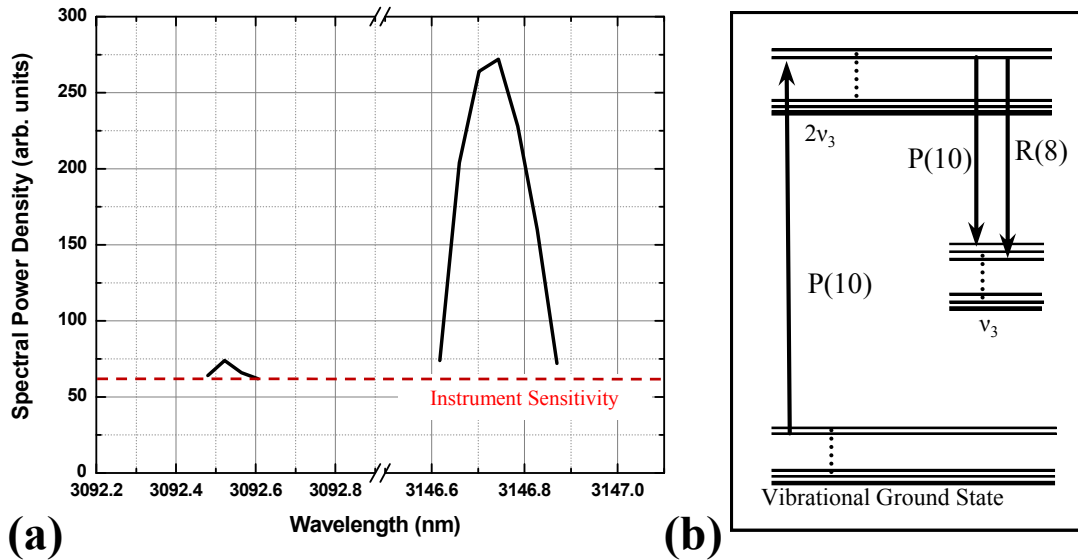 300
250
200
150
100
50
0
Spectral Power Density (arb. units)
Instrument Sensitivity
3092.2 3092.4 3092.6 3092.8 3146.6 3146.8 3147.0
Wavelength (nm)
(a)
2ν₃
P(10)
R(8)
P(10)
ν₃
Vibrational Ground State
(b)